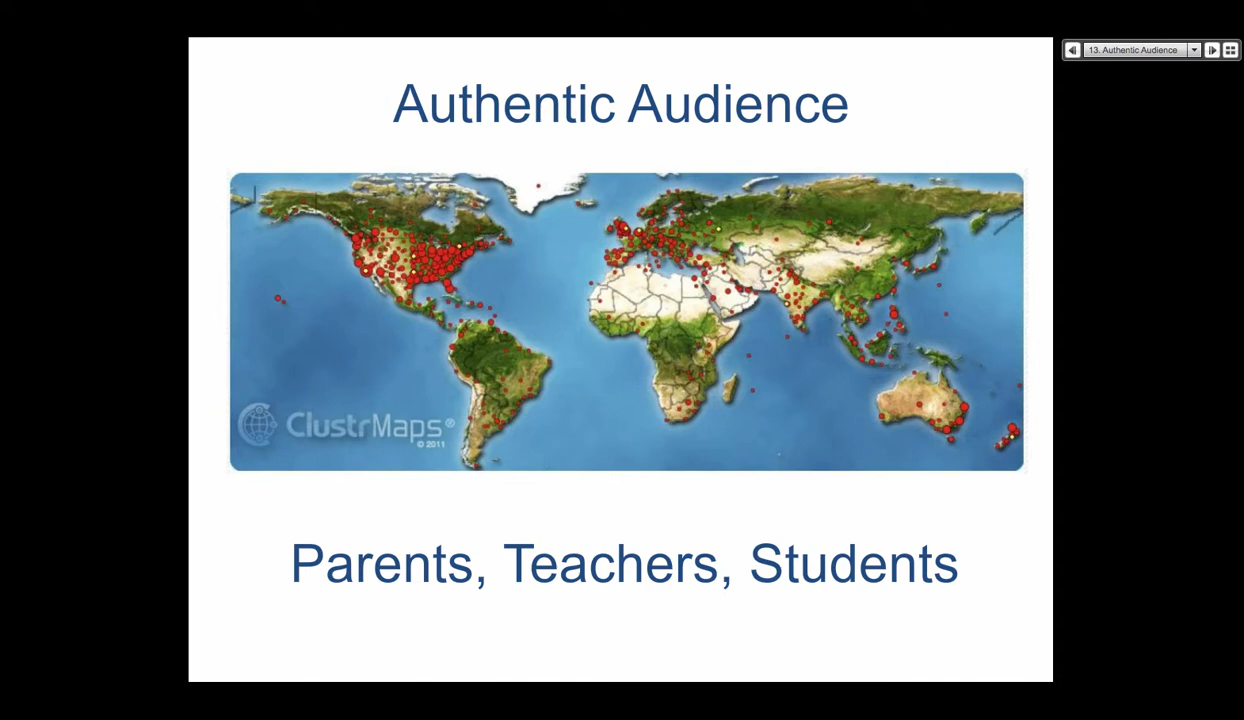 13. Authentic Audience
Authentic Audience
ClustrMaps®
© 2011
Parents, Teachers, Students